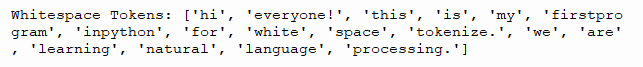 Whitespace Tokens: ['hi', 'everyone!', 'this', 'is', 'my', 'firstpro
gram', 'inpython', 'for', 'white', 'space', 'tokenize.', 'we', 'are'
, 'learning', 'natural', 'language', 'processing.']